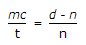 mc/t = (d - n)/n